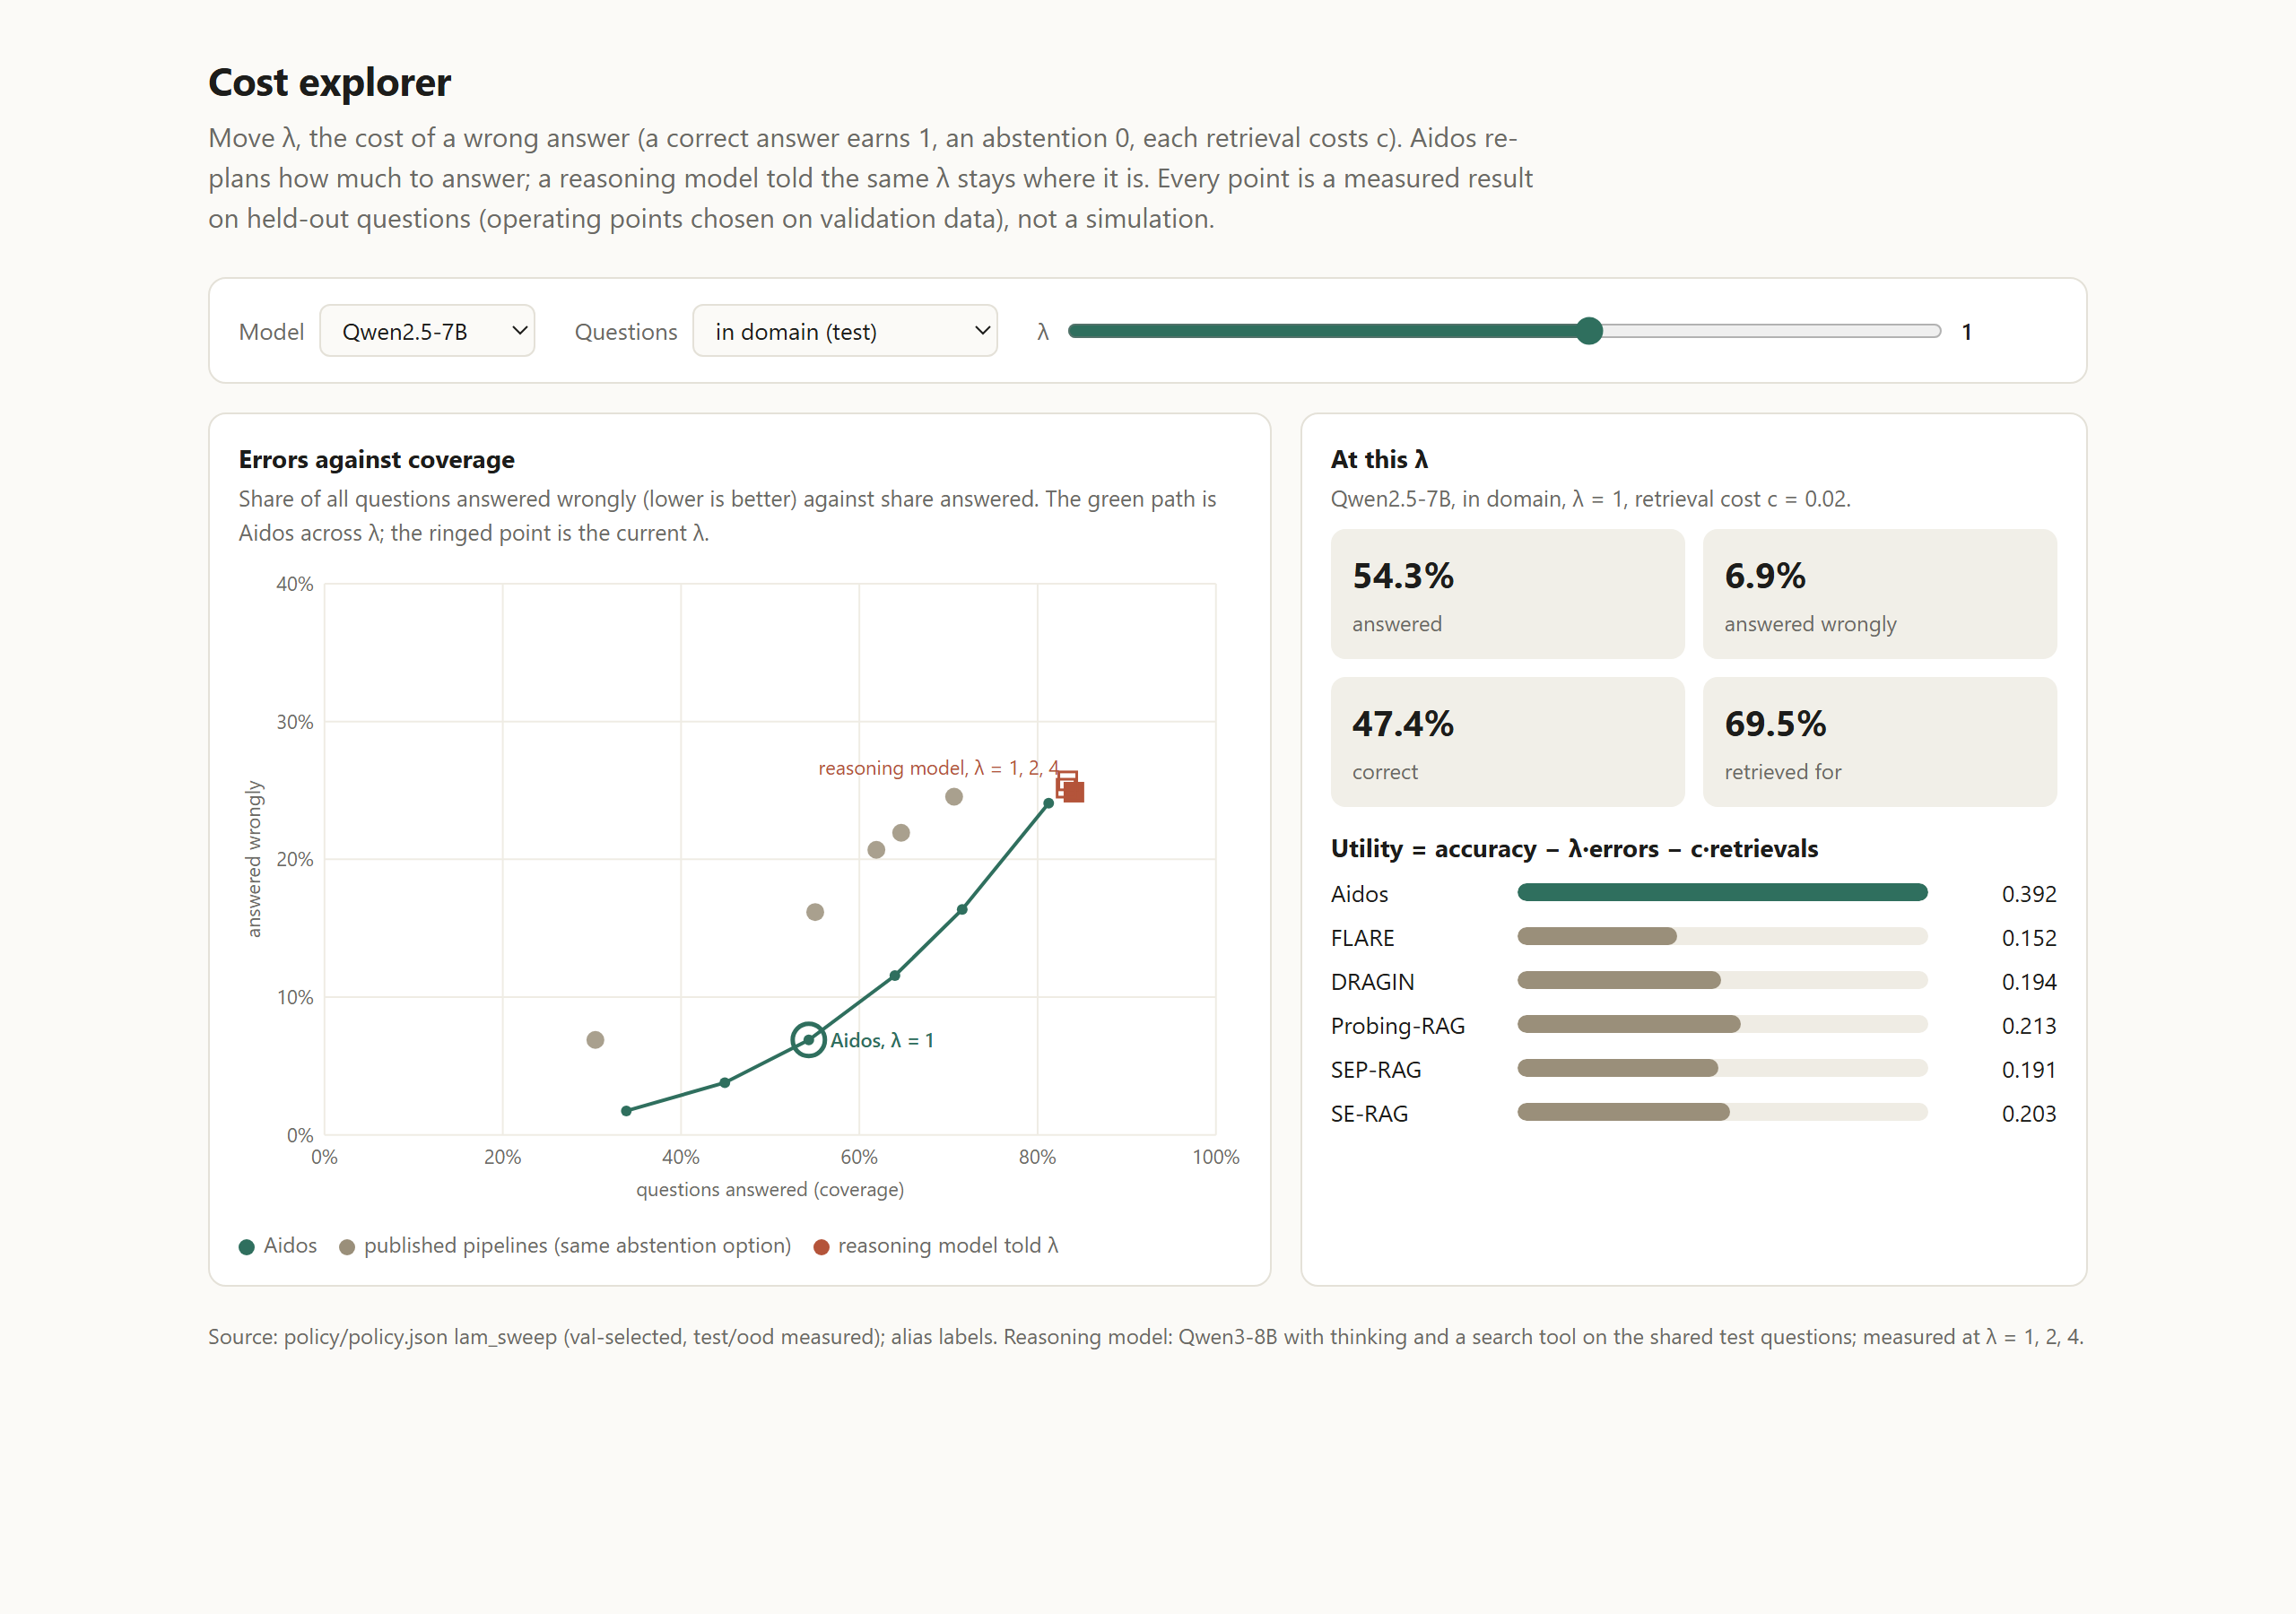 Cost explorer
Move λ, the cost of a wrong answer (a correct answer earns 1, an abstention 0, each retrieval costs c). Aidos re-
plans how much to answer; a reasoning model told the same λ stays where it is. Every point is a measured result
on held-out questions (operating points chosen on validation data), not a simulation.
Model Qwen2.5-7B Questions in domain (test) λ 1
Errors against coverage
Share of all questions answered wrongly (lower is better) against share answered. The green path is
Aidos across λ; the ringed point is the current λ.
40%
30%
20%
10%
0%
answered wrongly
reasoning model, λ = 1, 2, 4
Aidos, λ = 1
0% 20% 40% 60% 80% 100%
questions answered (coverage)
Aidos published pipelines (same abstention option) reasoning model told λ
At this λ
Qwen2.5-7B, in domain, λ = 1, retrieval cost c = 0.02.
54.3%
answered
6.9%
answered wrongly
47.4%
correct
69.5%
retrieved for
Utility = accuracy − λ·errors − c·retrievals
Aidos 0.392
FLARE 0.152
DRAGIN 0.194
Probing-RAG 0.213
SEP-RAG 0.191
SE-RAG 0.203
Source: policy/policy.json lam_sweep (val-selected, test/ood measured); alias labels. Reasoning model: Qwen3-8B with thinking and a search tool on the shared test questions; measured at λ = 1, 2, 4.